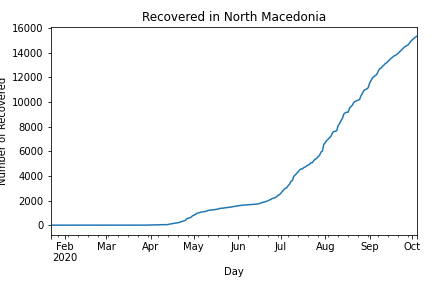 Recovered in North Macedonia
16000
14000
12000
10000
8000
6000
4000
2000
0
Number of Recovered
Feb Mar Apr May Jun Jul Aug Sep Oct
2020
Day